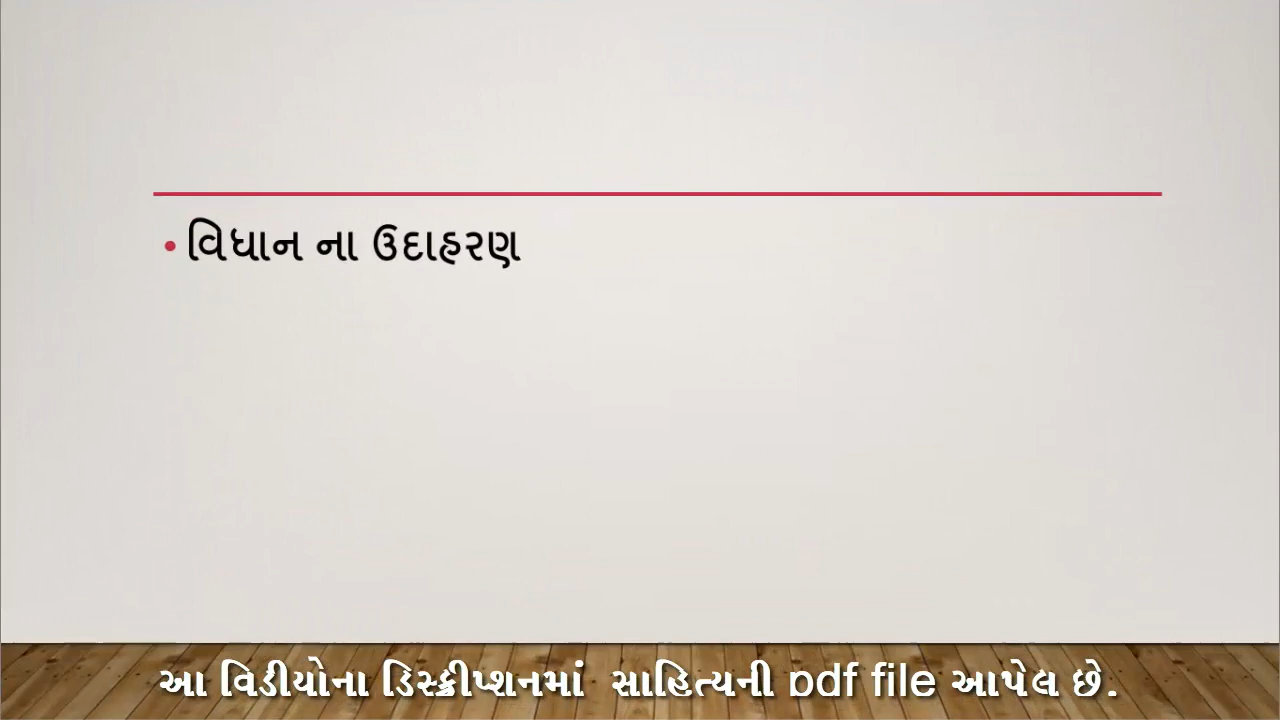 • વિધાન ના ઉદાહરણ
આ વિડીયોના ડિસ્ક્રીપ્શનમાં સાહિત્યની pdf file આપેલ છે.